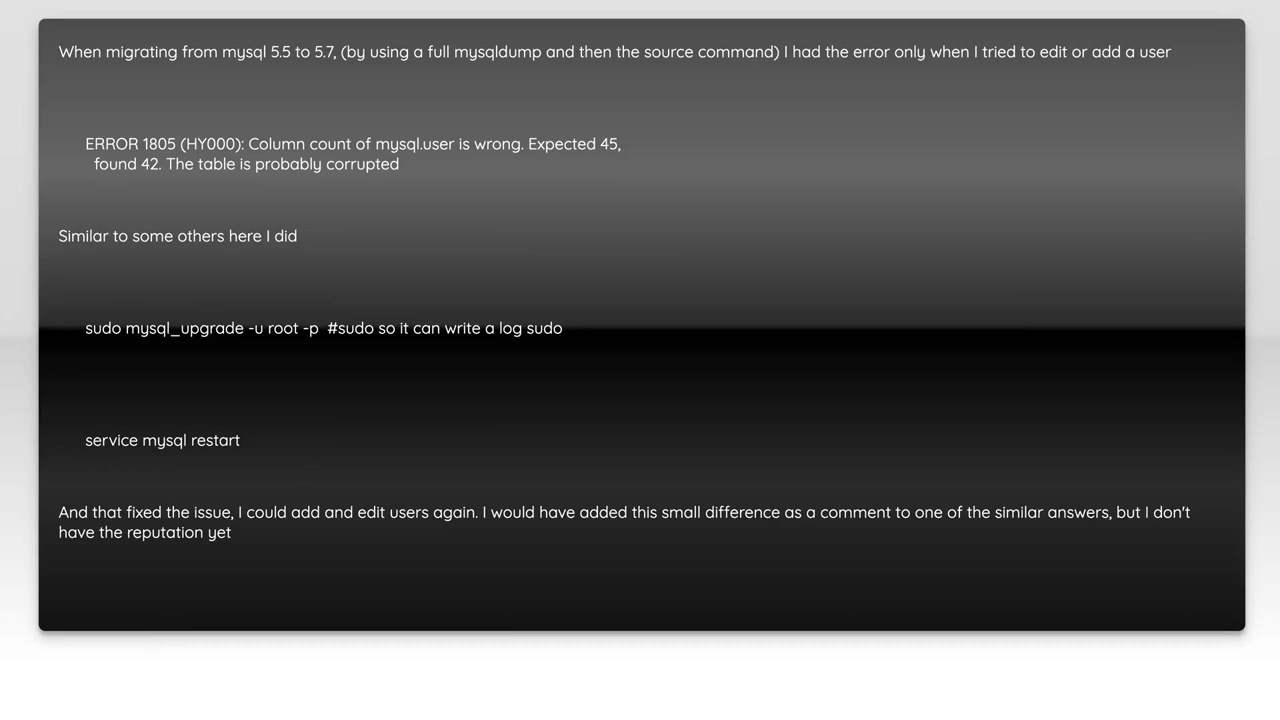 When migrating from mysql 5.5 to 5.7, (by using a full mysqldump and then the source command) I had the error only when I tried to edit or add a user
ERROR 1805 (HY000): Column count of mysql.user is wrong. Expected 45,
found 42. The table is probably corrupted
Similar to some others here I did
sudo mysql_upgrade -u root -p  #sudo so it can write a log sudo
service mysql restart
And that fixed the issue, I could add and edit users again. I would have added this small difference as a comment to one of the similar answers, but I don't
have the reputation yet